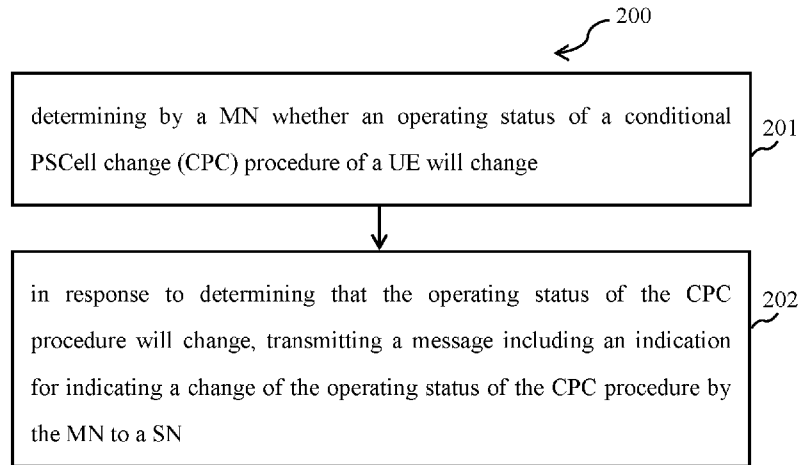 200
determining by a MN whether an operating status of a conditional
PSCell change (CPC) procedure of a UE will change
201
in response to determining that the operating status of the CPC
procedure will change, transmitting a message including an indication
for indicating a change of the operating status of the CPC procedure by
the MN to a SN
202